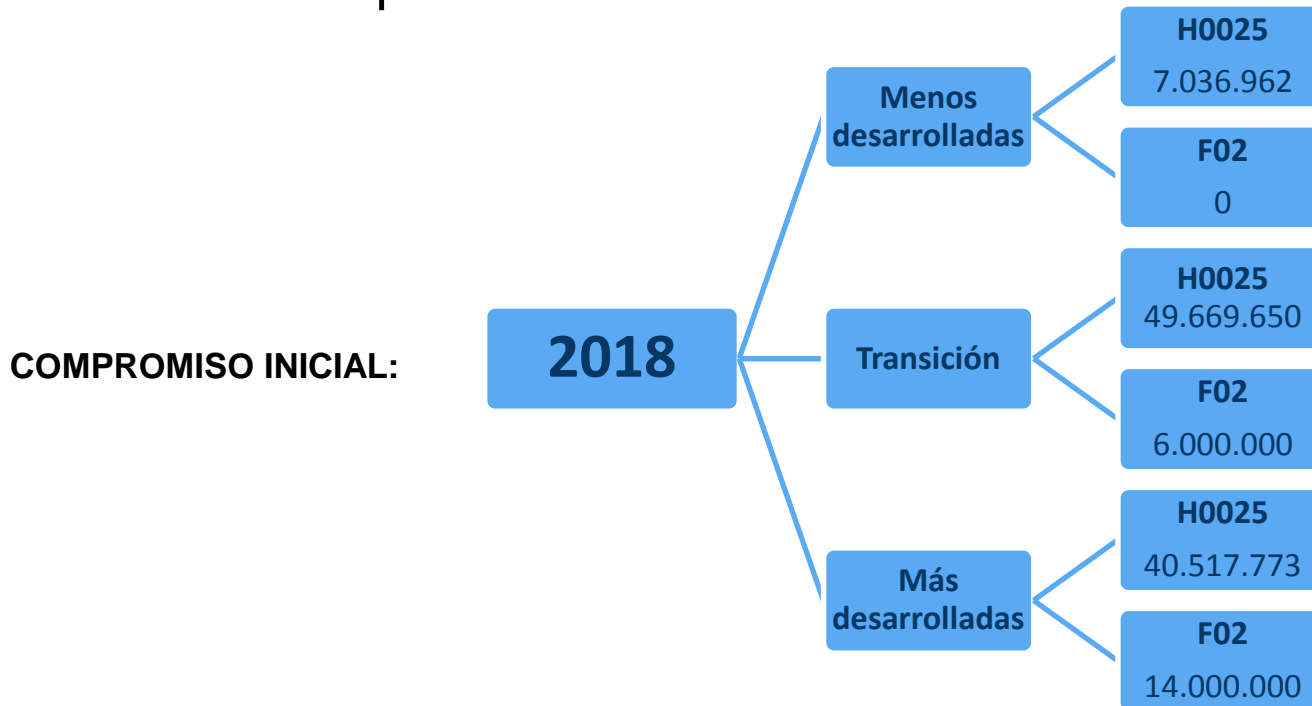 COMPROMISO INICIAL:
2018
Menos
desarrolladas
H0025
7.036.962
F02
0
Transición
H0025
49.669.650
F02
6.000.000
Más
desarrolladas
H0025
40.517.773
F02
14.000.000